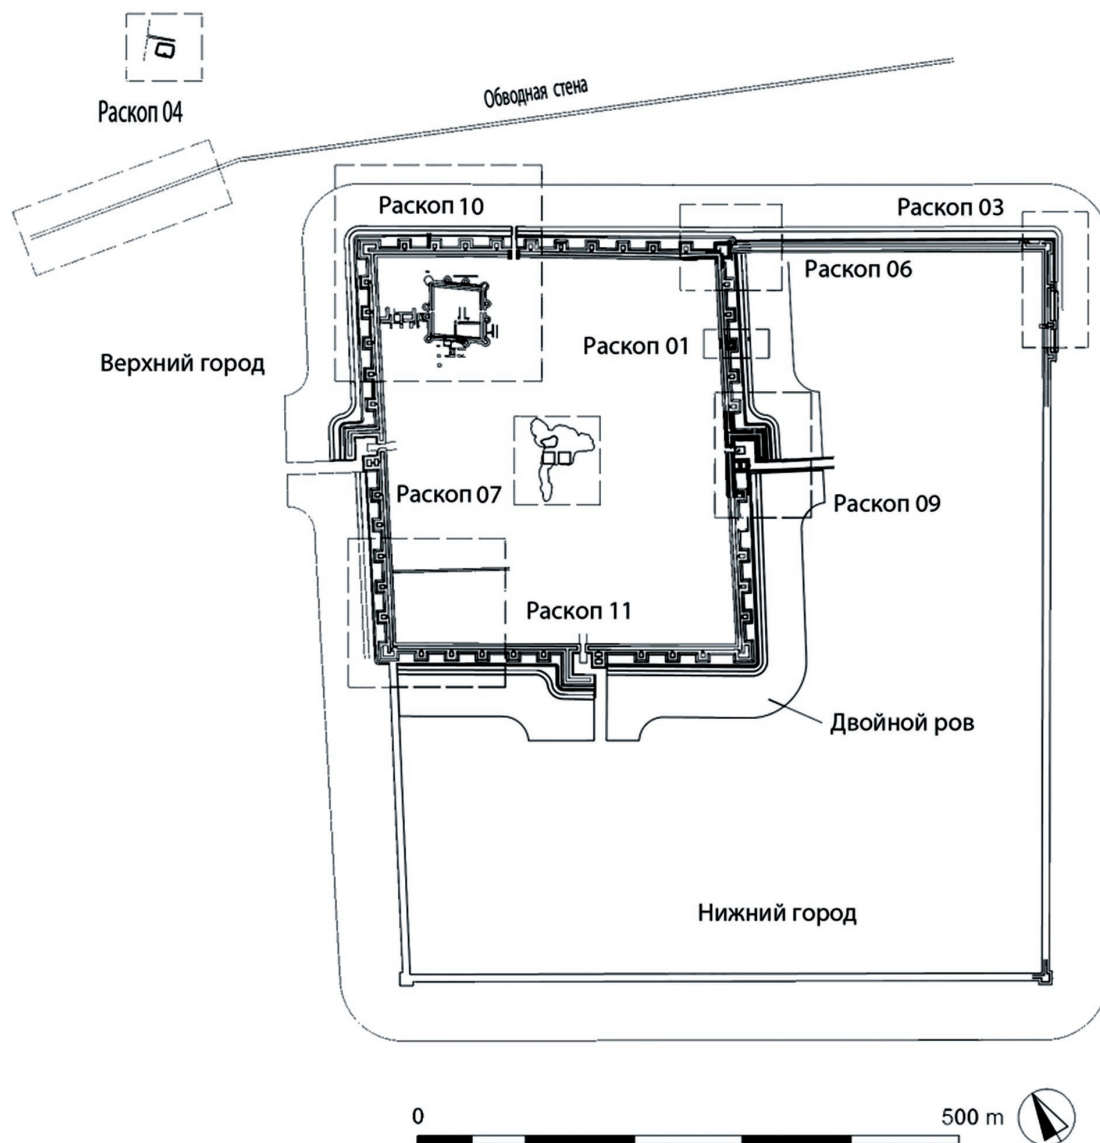 Раскоп 04
Обводная стена
Раскоп 10
Раскоп 03
Раскоп 06
Раскоп 01
Верхний город
Раскоп 07
Раскоп 09
Раскоп 11
Двойной ров
Нижний город
0
500 m